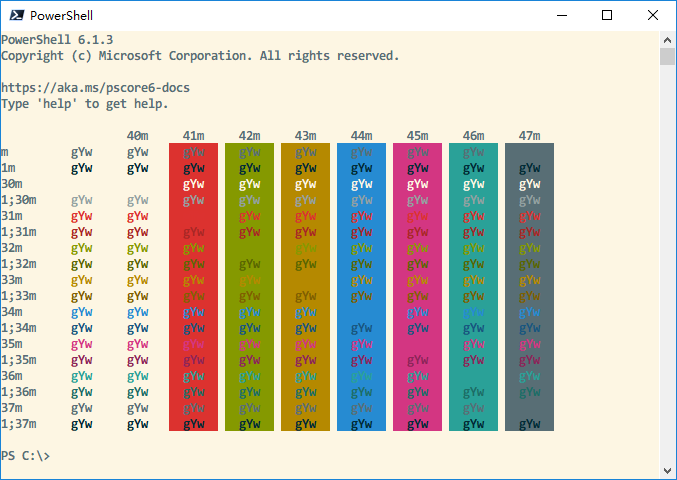 PowerShell
PowerShell 6.1.3
Copyright (c) Microsoft Corporation. All rights reserved.
https://aka.ms/pscore6-docs
Type 'help' to get help.
40m 41m 42m 43m 44m 45m 46m 47m
m gYw gYw gYw gYw gYw gYw gYw gYw
1m gYw gYw gYw gYw gYw gYw gYw gYw gYw
30m gYw gYw gYw gYw gYw gYw gYw
1;30m gYw gYw gYw gYw gYw gYw gYw gYw gYw
31m gYw gYw gYw gYw gYw gYw gYw gYw
1;31m gYw gYw gYw gYw gYw gYw gYw gYw gYw
32m gYw gYw gYw gYw gYw gYw gYw gYw
1;32m gYw gYw gYw gYw gYw gYw gYw gYw gYw
33m gYw gYw gYw gYw gYw gYw gYw gYw
1;33m gYw gYw gYw gYw gYw gYw gYw gYw gYw
34m gYw gYw gYw gYw gYw gYw gYw gYw
1;34m gYw gYw gYw gYw gYw gYw gYw gYw gYw
35m gYw gYw gYw gYw gYw gYw gYw gYw
1;35m gYw gYw gYw gYw gYw gYw gYw gYw gYw
36m gYw gYw gYw gYw gYw gYw gYw gYw
1;36m gYw gYw gYw gYw gYw gYw gYw gYw gYw
37m gYw gYw gYw gYw gYw gYw gYw gYw
1;37m gYw gYw gYw gYw gYw gYw gYw gYw gYw
PS C:\>